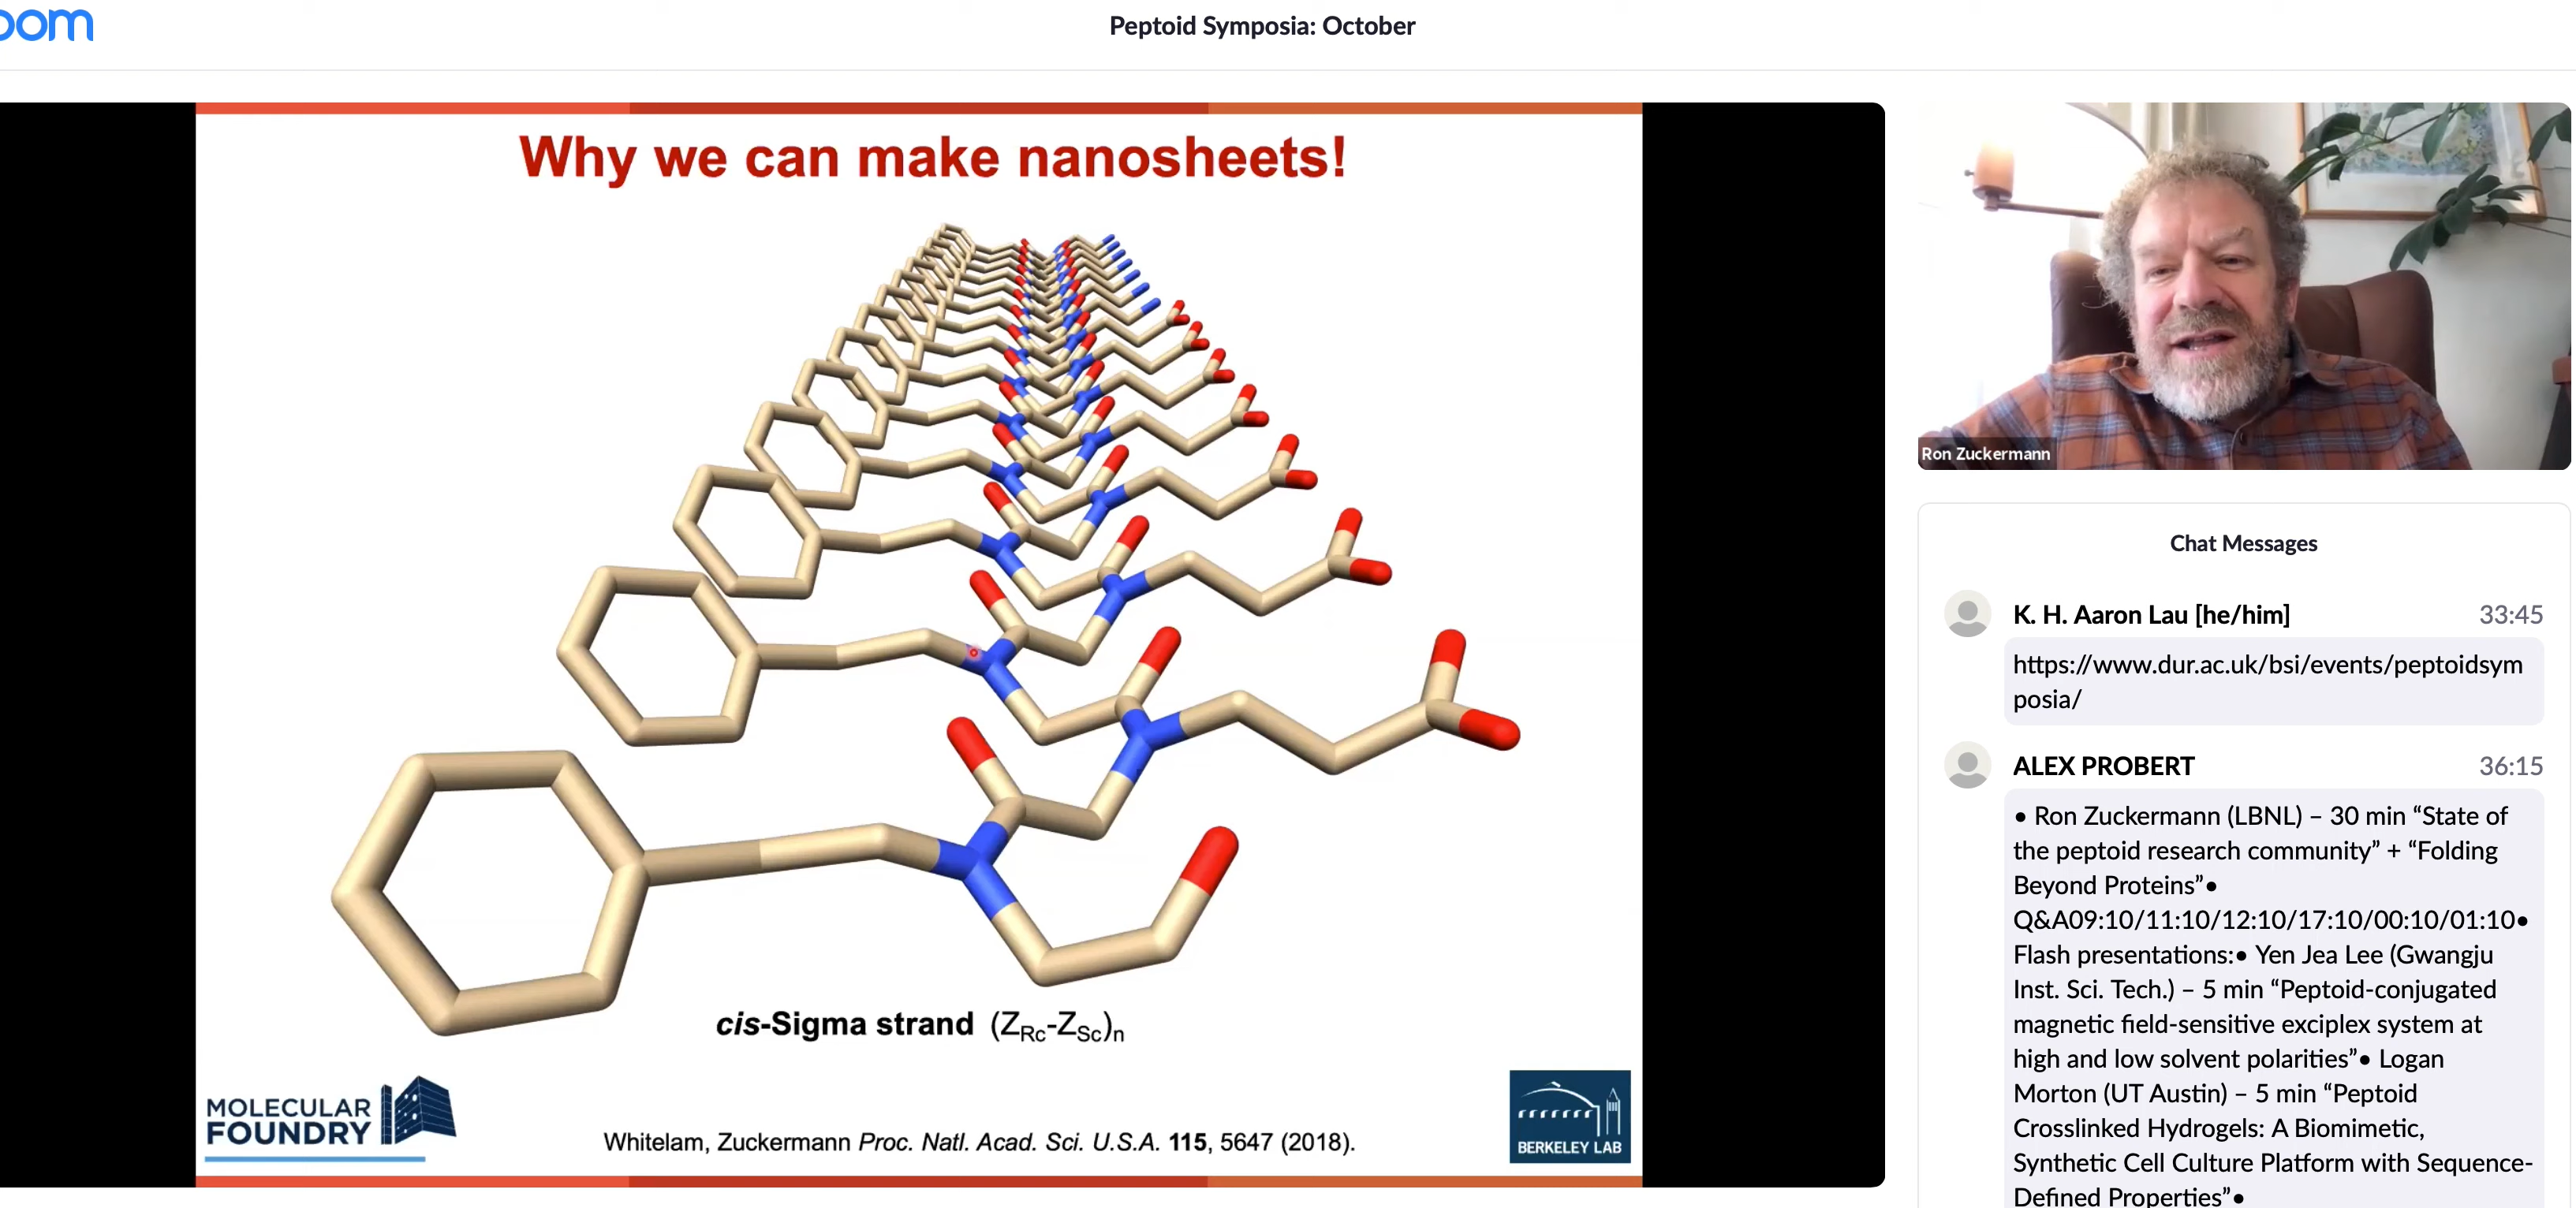 oom
Peptoid Symposia: October
Why we can make nanosheets!
cis-Sigma strand (ZRc-ZSc)n
MOLECULAR
FOUNDRY
Whitelam, Zuckermann Proc. Natl. Acad. Sci. U.S.A. 115, 5647 (2018).
BERKELEY LAB
Ron Zuckermann
Chat Messages
K. H. Aaron Lau [he/him] 33:45
https://www.dur.ac.uk/bsi/events/peptoidsym
posia/
ALEX PROBERT 36:15
• Ron Zuckermann (LBNL) – 30 min “State of
the peptoid research community” + “Folding
Beyond Proteins”•
Q&A09:10/11:10/12:10/17:10/00:10/01:10•
Flash presentations:• Yen Jea Lee (Gwangju
Inst. Sci. Tech.) – 5 min “Peptoid-conjugated
magnetic field-sensitive exciplex system at
high and low solvent polarities”• Logan
Morton (UT Austin) – 5 min “Peptoid
Crosslinked Hydrogels: A Biomimetic,
Synthetic Cell Culture Platform with Sequence-
Defined Properties”•